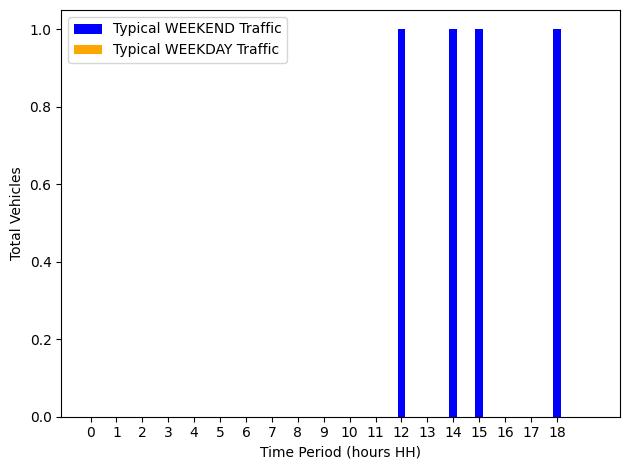 Typical WEEKEND Traffic
Typical WEEKDAY Traffic
1.0
0.8
0.6
0.4
0.2
0.0
Total Vehicles
0 1 2 3 4 5 6 7 8 9 10 11 12 13 14 15 16 17 18
Time Period (hours HH)